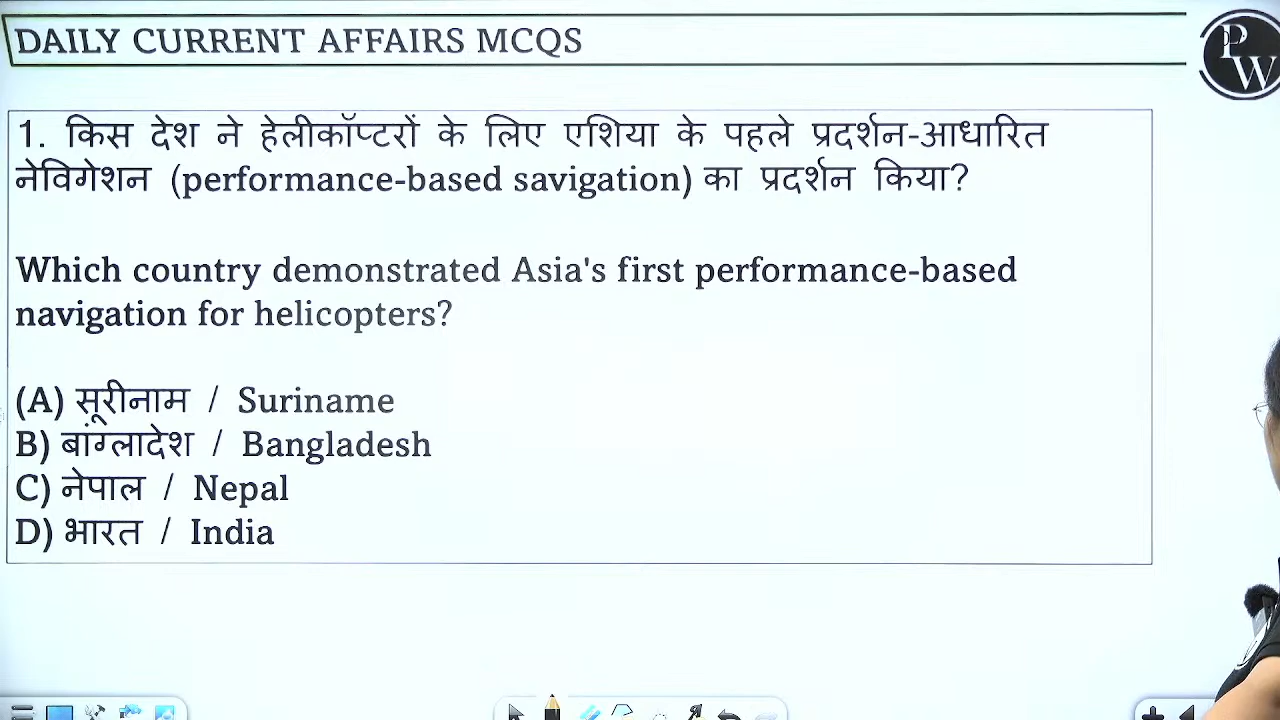 DAILY CURRENT AFFAIRS MCQS
PW
1. किस देश ने हेलीकॉप्टरों के लिए एशिया के पहले प्रदर्शन-आधारित
नेविगेशन (performance-based savigation) का प्रदर्शन किया?
Which country demonstrated Asia's first performance-based
navigation for helicopters?
(A) सूरीनाम / Suriname
B) बांग्लादेश / Bangladesh
C) नेपाल / Nepal
D) भारत / India